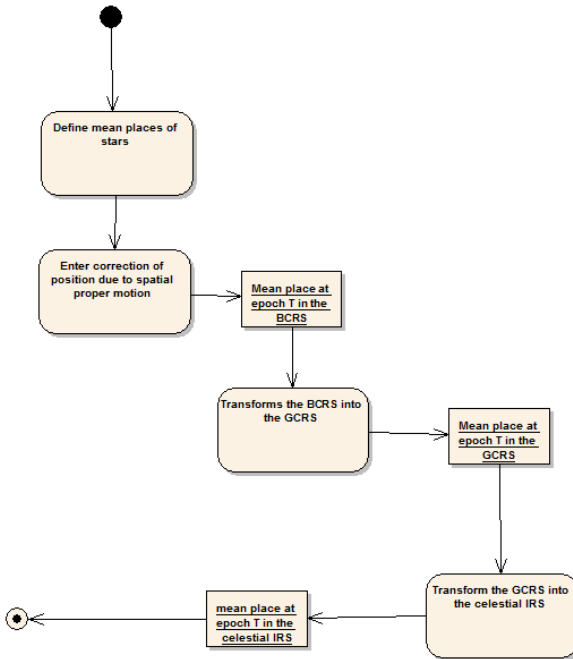 Define mean places of
stars
Enter correction of
position due to spatial
proper motion
Mean place at
epoch T in the
BCRS
Transforms the BCRS into
the GCRS
Mean place at
epoch T in the
GCRS
Transform the GCRS into
the celestial IRS
mean place at
epoch T in the
celestial IRS